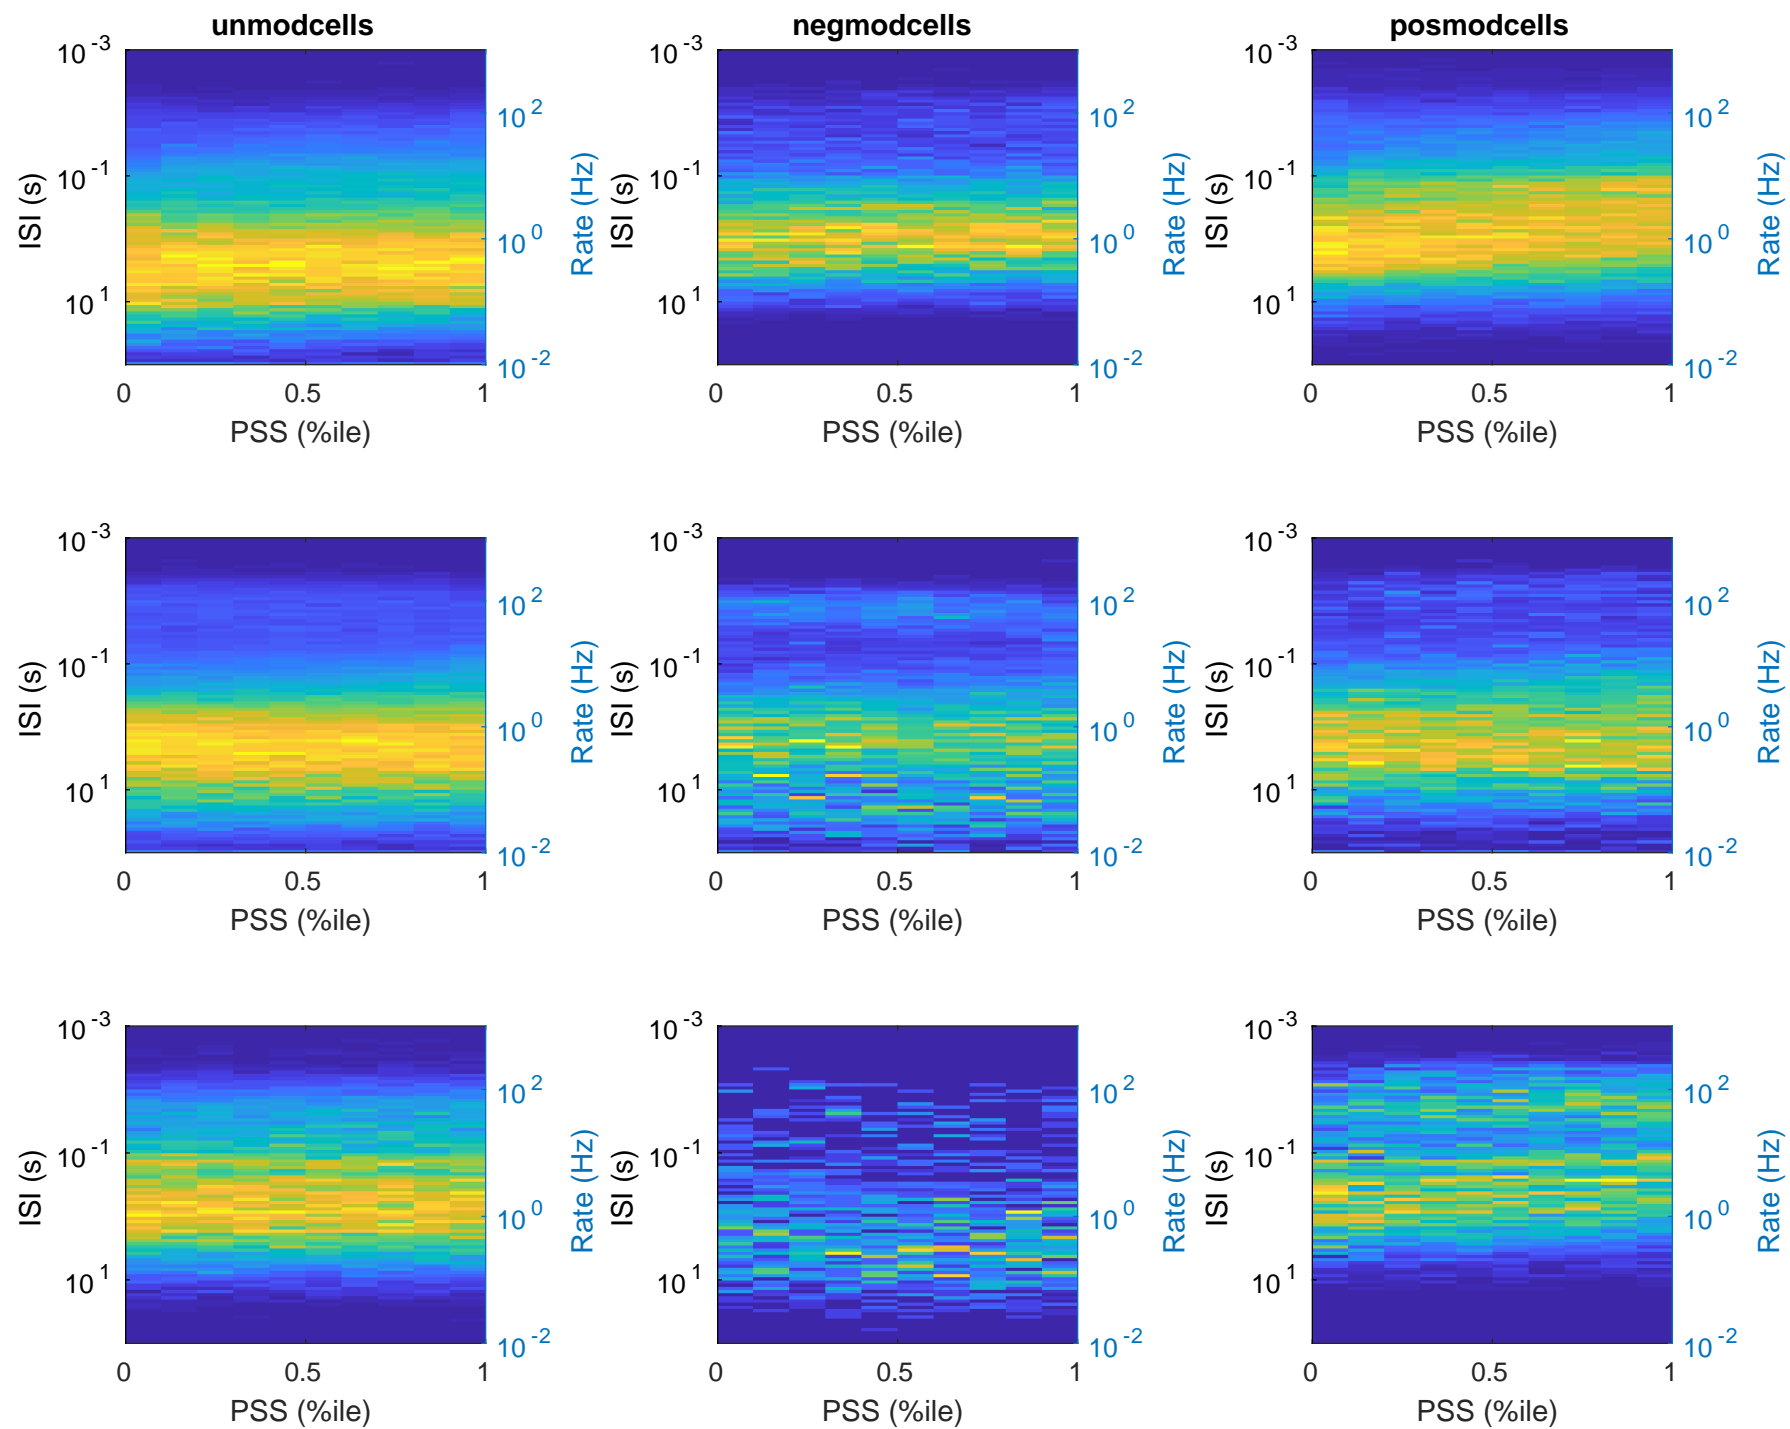 unmodcells negmodcells posmodcells
10^-3 10^-3 10^-3
10^2 10^2 10^2
10^-1 10^-1 10^-1
ISI (s) Rate (Hz) ISI (s) Rate (Hz) ISI (s) Rate (Hz)
10^0 10^0 10^0
10^1 10^1 10^1
10^-2 10^-2 10^-2
0 0.5 1 0 0.5 1 0 0.5 1
PSS (%ile) PSS (%ile) PSS (%ile)
10^-3 10^-3 10^-3
10^2 10^2 10^2
10^-1 10^-1 10^-1
ISI (s) Rate (Hz) ISI (s) Rate (Hz) ISI (s) Rate (Hz)
10^0 10^0 10^0
10^1 10^1 10^1
10^-2 10^-2 10^-2
0 0.5 1 0 0.5 1 0 0.5 1
PSS (%ile) PSS (%ile) PSS (%ile)
10^-3 10^-3 10^-3
10^2 10^2 10^2
10^-1 10^-1 10^-1
ISI (s) Rate (Hz) ISI (s) Rate (Hz) ISI (s) Rate (Hz)
10^0 10^0 10^0
10^1 10^1 10^1
10^-2 10^-2 10^-2
0 0.5 1 0 0.5 1 0 0.5 1
PSS (%ile) PSS (%ile) PSS (%ile)